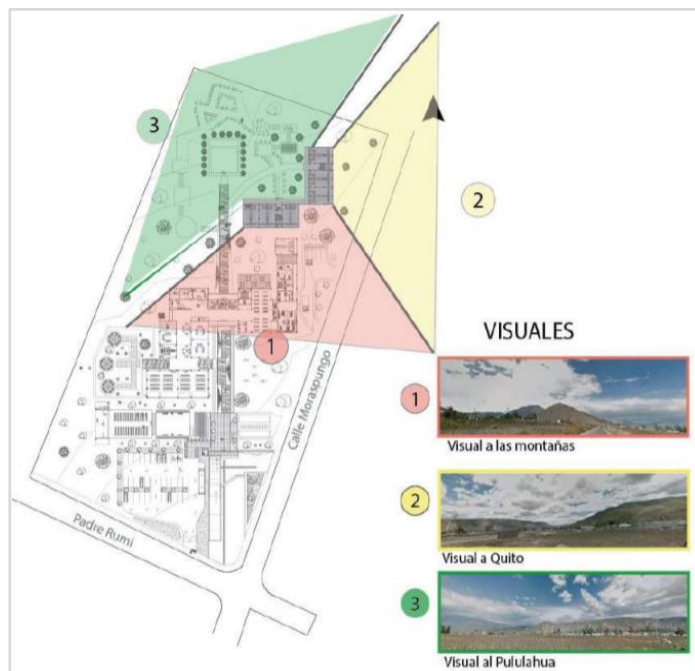 3
2
1
VISUALES
1
Visual a las montañas
2
Visual a Quito
3
Visual al Pululahua
Calle Moraspungo
Padre Rumi